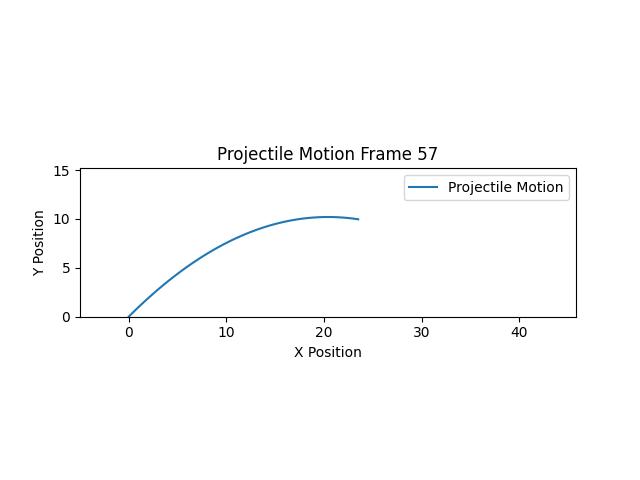 Projectile Motion Frame 57
Projectile Motion
Y Position
15
10
5
0
0 10 20 30 40
X Position